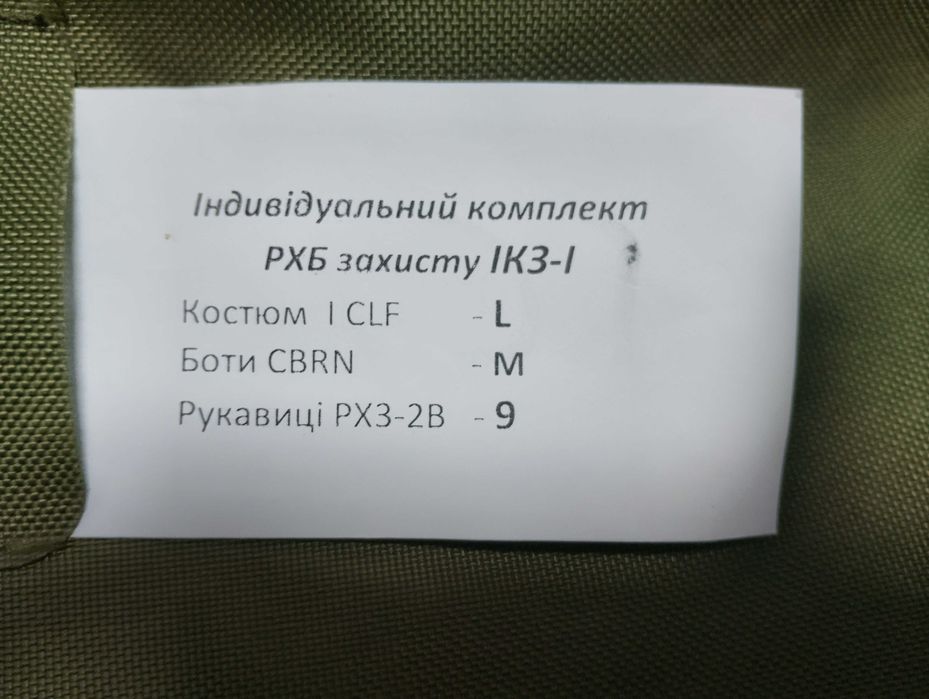 Індивідуальний комплект
РХБ захисту ІКЗ-І
Костюм I CLF - L
Боти CBRN - M
Рукавиці РХЗ-2В - 9